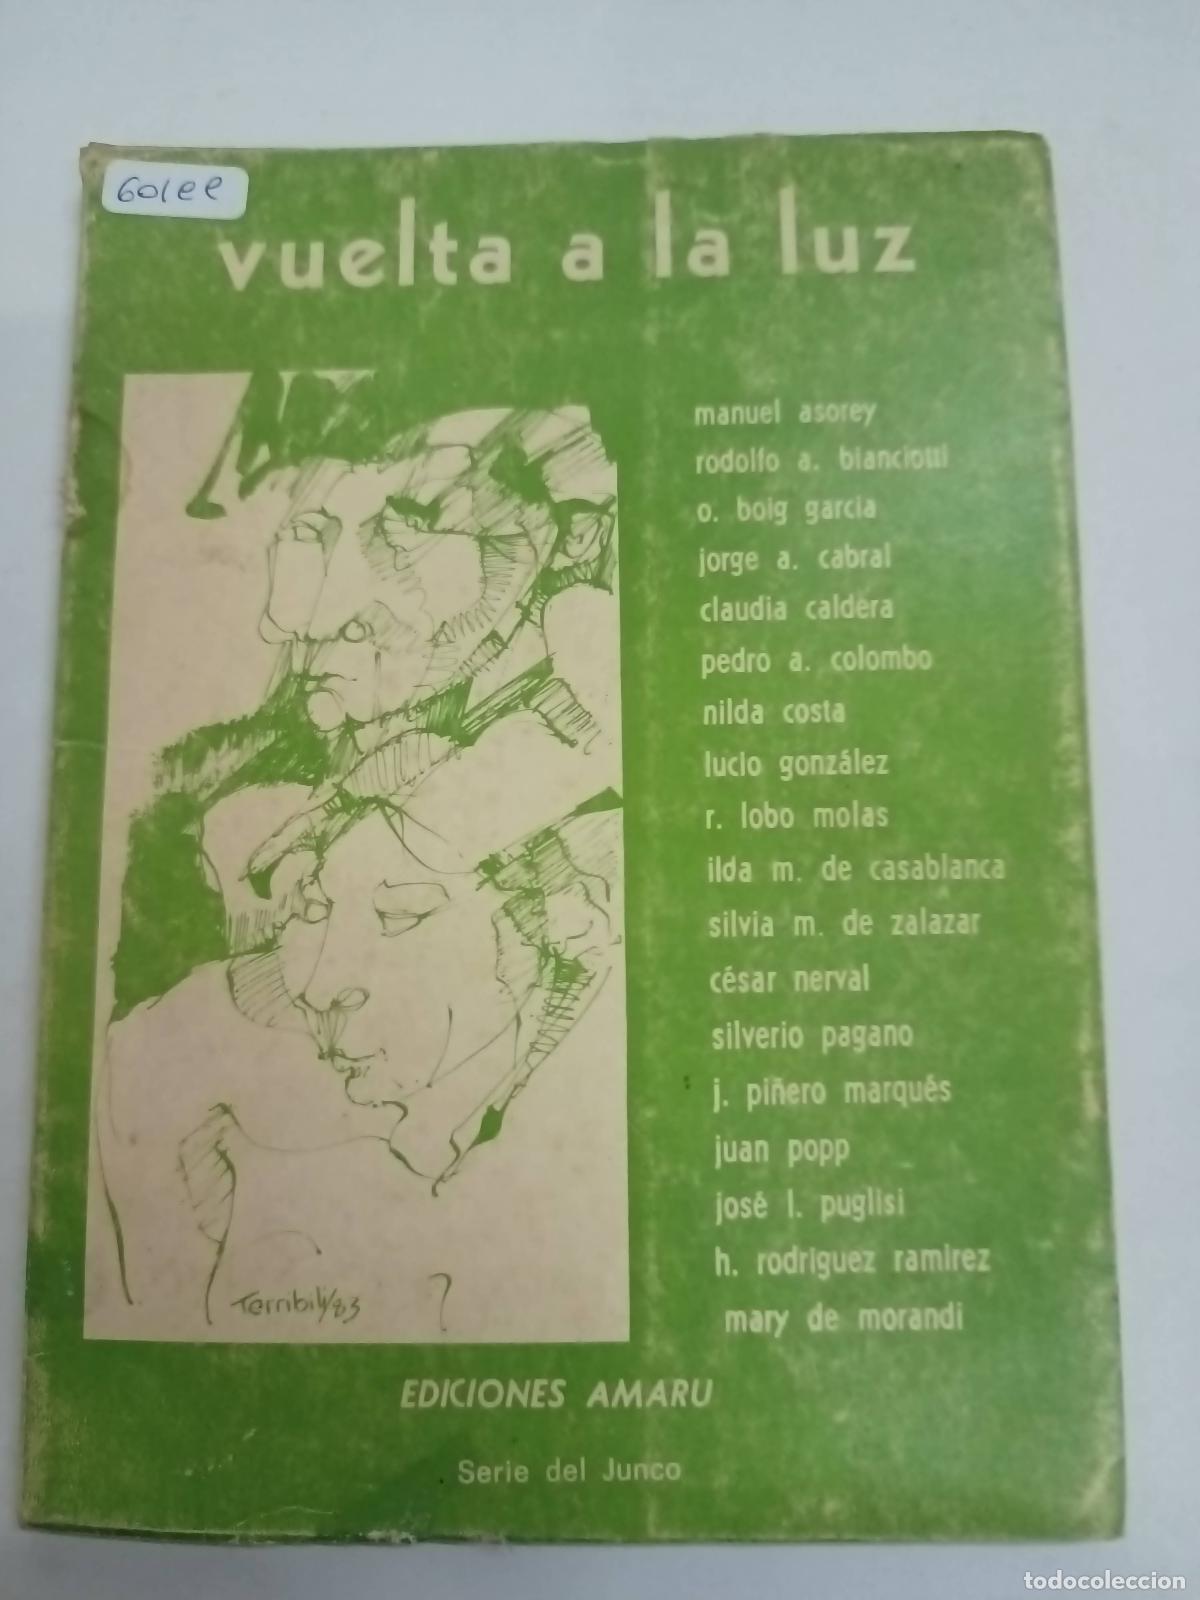 601ee
vuelta a la luz
manuel asorey
rodolfo a. bianciotti
o. boig garcia
jorge a. cabral
claudia caldera
pedro a. colombo
nilda costa
lucio gonzález
r. lobo molas
ilda m. de casablanca
silvia m. de zalazar
césar nerval
silverio pagano
j. piñero marqués
juan popp
josé l. puglisi
h. rodriguez ramirez
mary de morandi
Terribili/83
EDICIONES AMARU
Serie del Junco
todocoleccion